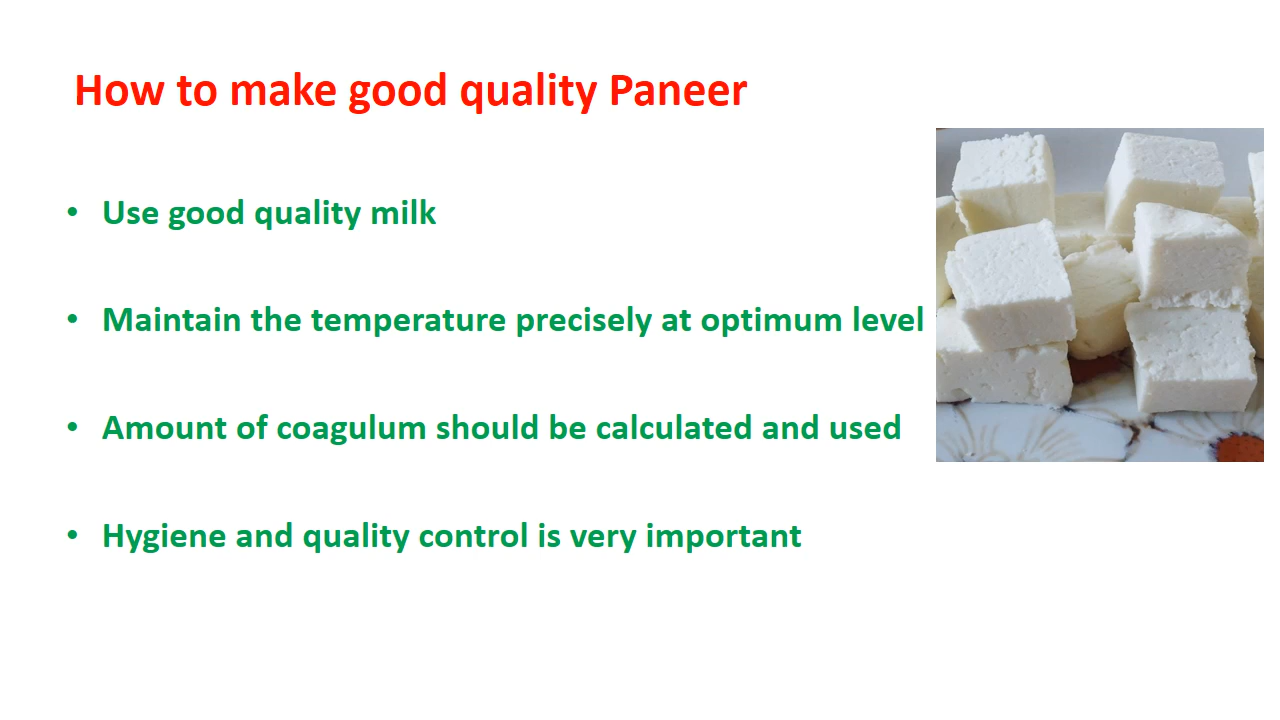 How to make good quality Paneer
• Use good quality milk
• Maintain the temperature precisely at optimum level
• Amount of coagulum should be calculated and used
• Hygiene and quality control is very important